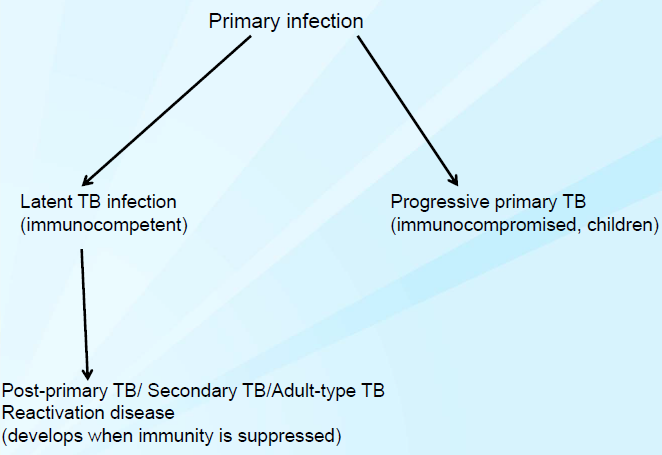 Primary infection
Latent TB infection
(immunocompetent)
Progressive primary TB
(immunocompromised, children)
Post-primary TB/ Secondary TB/Adult-type TB
Reactivation disease
(develops when immunity is suppressed)